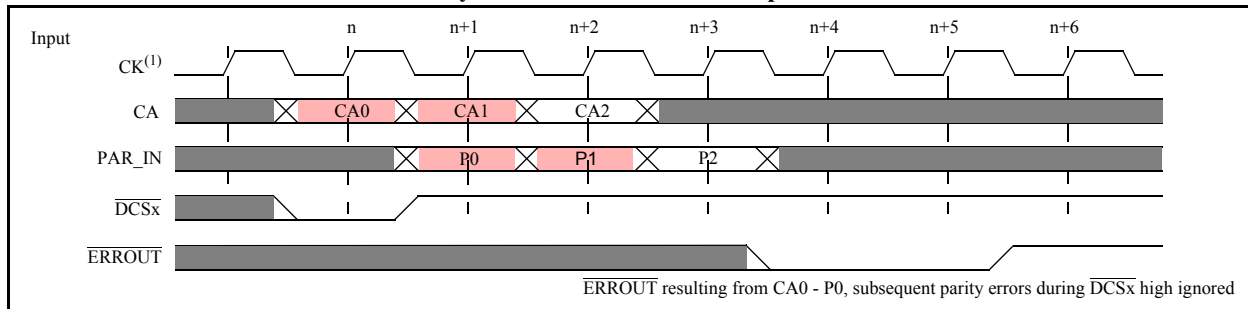 n n+1 n+2 n+3 n+4 n+5 n+6
Input
CK(1)
CA CA0 CA1 CA2
PAR_IN P0 P1 P2
DCSx
ERROUT
ERROUT resulting from CA0 - P0, subsequent parity errors during DCSx high ignored